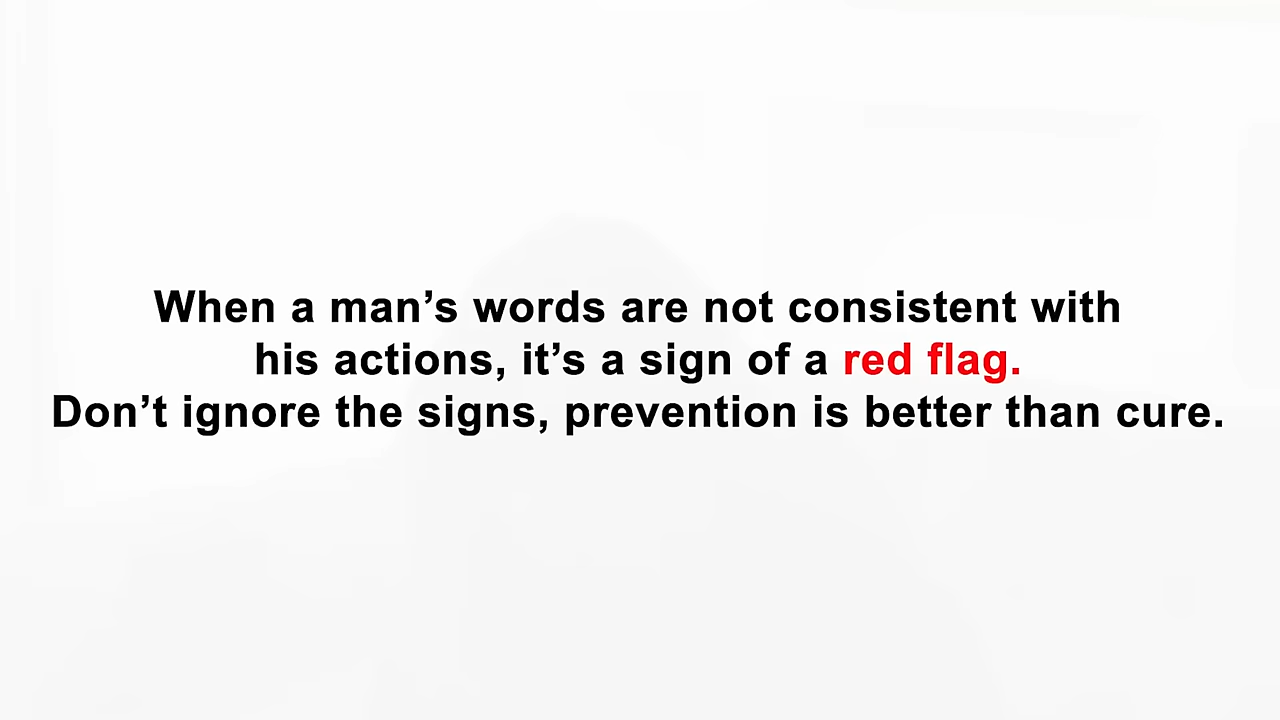 When a man’s words are not consistent with
his actions, it’s a sign of a red flag.
Don’t ignore the signs, prevention is better than cure.